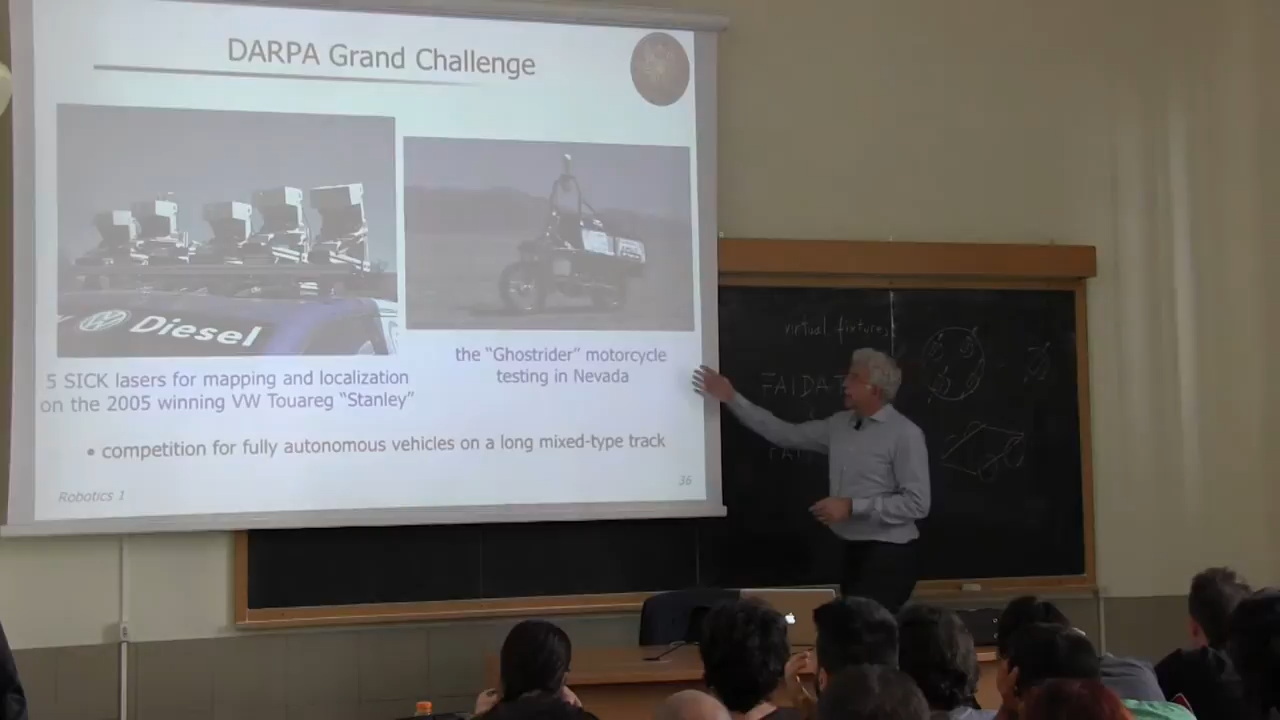 DARPA Grand Challenge
Diesel
5 SICK lasers for mapping and localization
on the 2005 winning VW Touareg “Stanley”
the “Ghostrider” motorcycle
testing in Nevada
• competition for fully autonomous vehicles on a long mixed-type track
Robotics 1
36
virtual fixtures